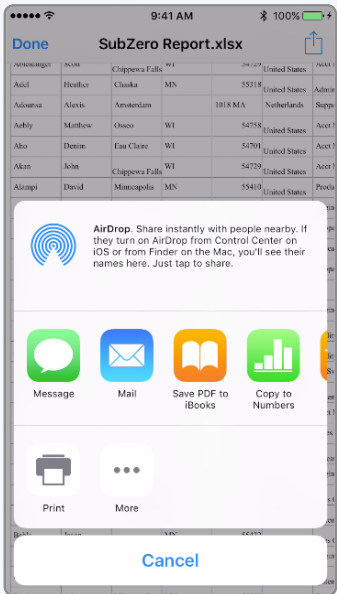 9:41 AM 100%
Done SubZero Report.xlsx
Scott Chippewa Falls WI 54729 United States
Adel Heather Chaska MN 55318 United States
Adourna Alexis Amsterdam 1018 MA Netherlands
Aebly Matthew Osseo WI 54758 United States
Aho Denim Eau Claire WI 54701 United States
Akan John Chippewa Falls WI 54729 United States
Alampi David Minneapolis MN 55410 United States
AirDrop. Share instantly with people nearby. If
they turn on AirDrop from Control Center on
iOS or from Finder on the Mac, you'll see their
names here. Just tap to share.
Message Mail Save PDF to Copy to
iBooks Numbers
Print More
Cancel